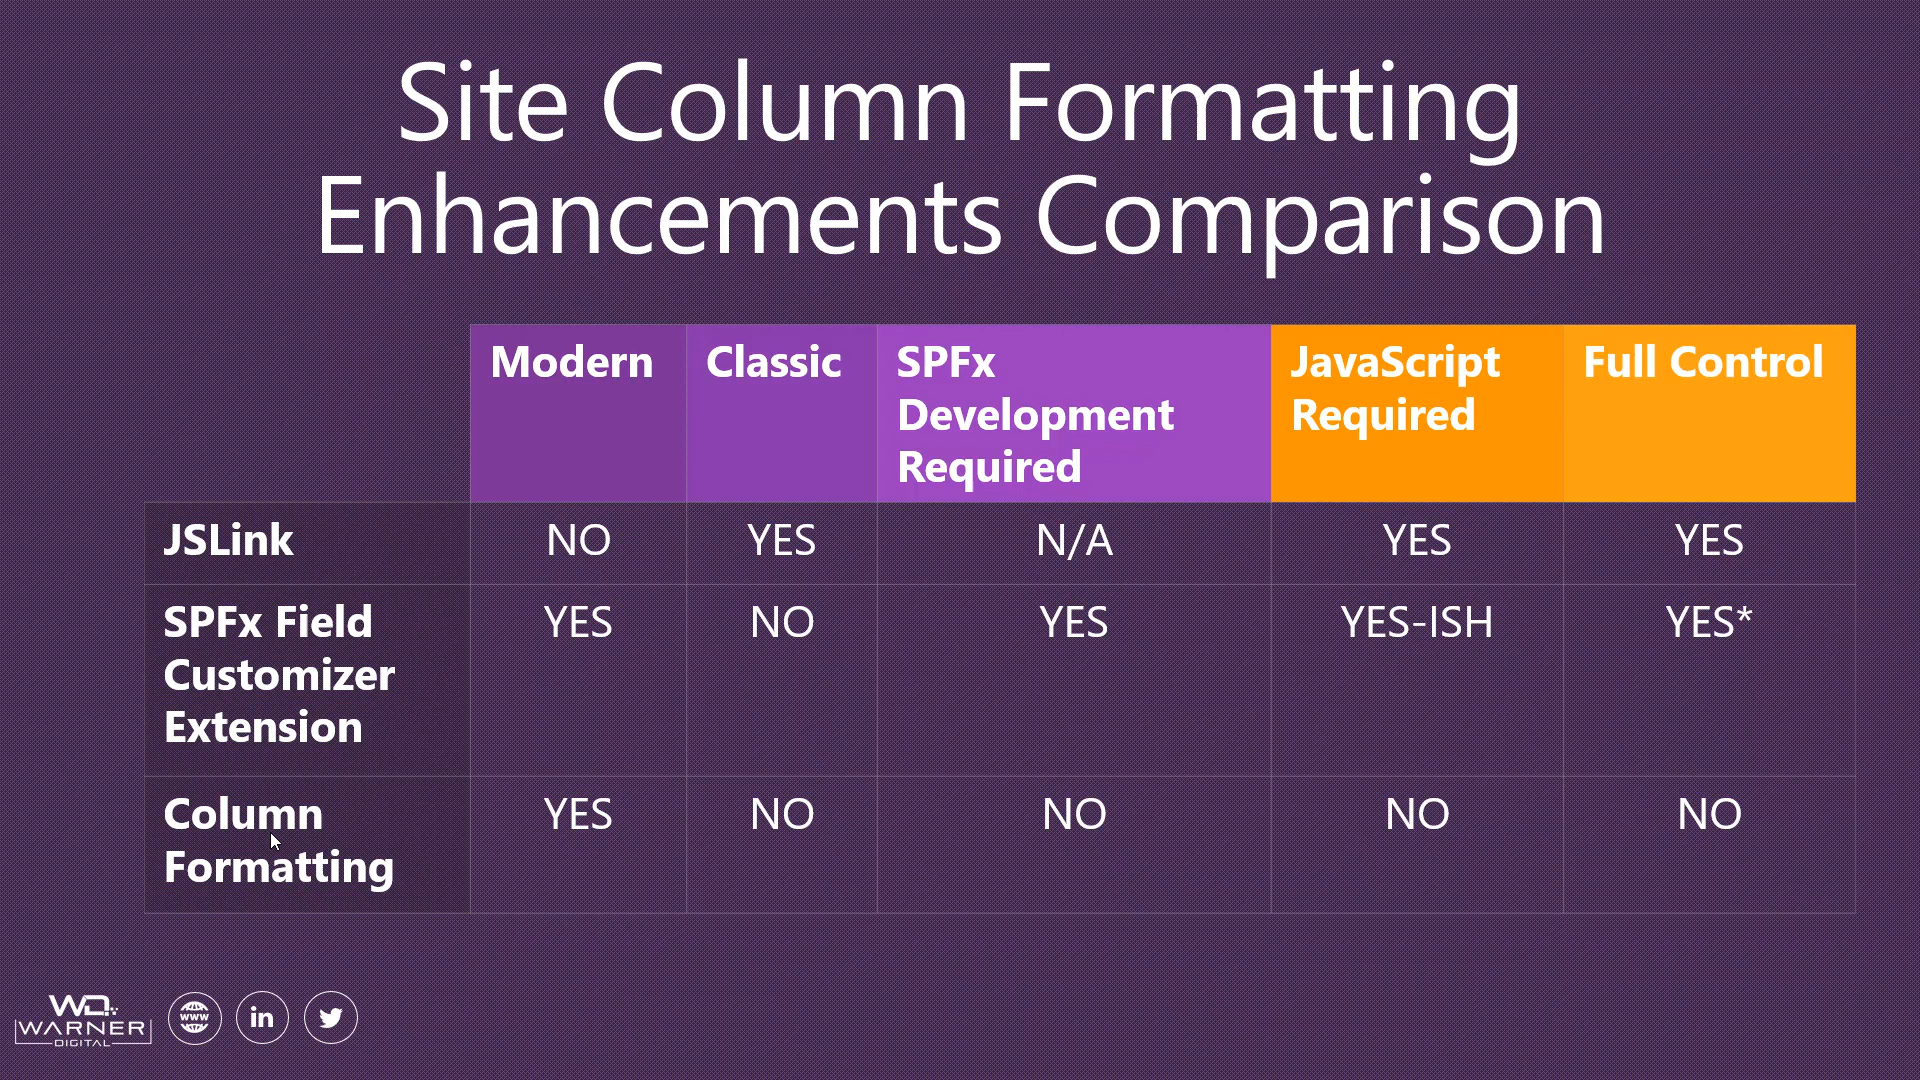 Site Column Formatting
Enhancements Comparison
Modern Classic SPFx Development Required JavaScript Required Full Control
JSLink NO YES N/A YES YES
SPFx Field Customizer Extension YES NO YES YES-ISH YES*
Column Formatting YES NO NO NO NO
WD
WARNER
DIGITAL
www
in